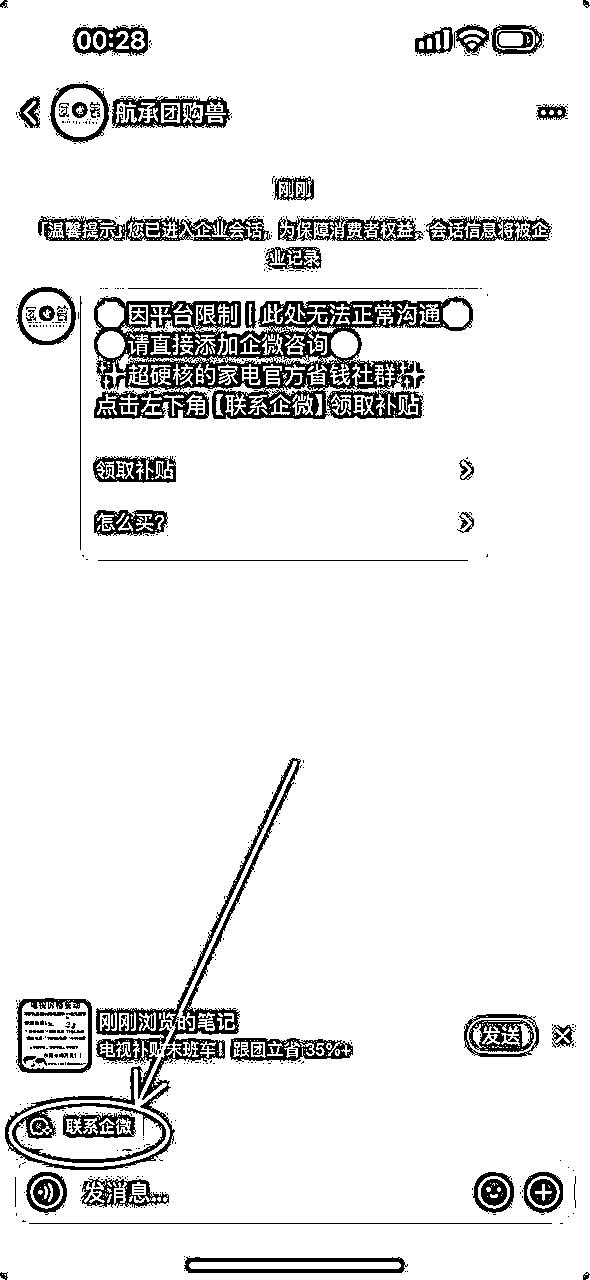 00:28
团 兽
航承团购兽
刚刚
「温馨提示」您已进入企业会话，为保障消费者权益，会话信息将被企
业记录
团 兽
因平台限制 | 此处无法正常沟通
请直接添加企微咨询
超硬核的家电官方省钱社群
点击左下角【联系企微】领取补贴
领取补贴
怎么买？
刚刚浏览的笔记
电视补贴末班车！跟团立省 35%+
发送
联系企微
发消息...